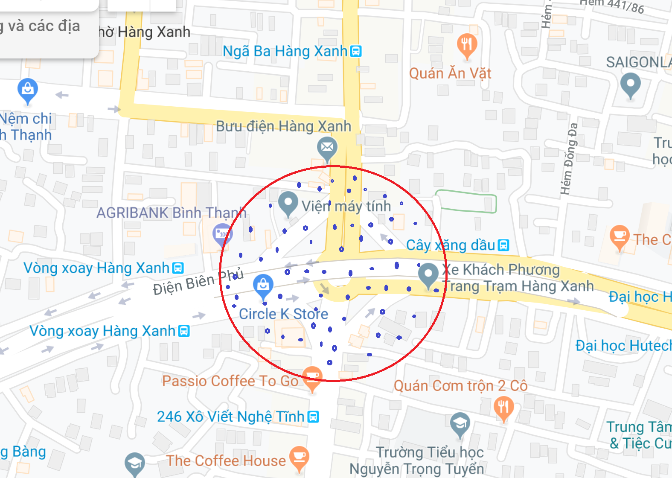 Hẻm 441/86
g và các địa
hờ Hàng Xanh
Ngã Ba Hàng Xanh
Quán Ăn Vặt
SAIGONLA
Nệm chi
h Thạnh
Bưu điện Hàng Xanh
Hẻm Đống Đa
Trư
học
Viện máy tính
AGRIBANK Bình Thạnh
Cây xăng dầu
The C
Vòng xoay Hàng Xanh
Điện Biên Phủ
Xe Khách Phương
Trang Trạm Hàng Xanh
Đại học H
Circle K Store
Vòng xoay Hàng Xanh
Đại học Hutech
Passio Coffee To Go
Quán Cơm trộn 2 Cô
246 Xô Viết Nghệ Tĩnh
Trung Tâm
& Tiệc Cư
g Bàng
The Coffee House
Trường Tiểu học
Nguyễn Trọng Tuyển